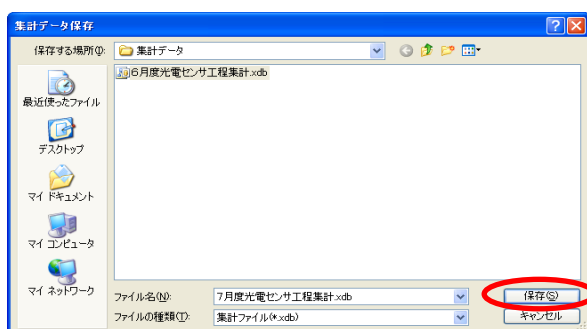 集計データ保存
保存する場所(I):
集計データ
6月度光電センサ工程集計.xdb
最近使ったファイル
デスクトップ
マイ ドキュメント
マイ コンピュータ
マイ ネットワーク
ファイル名(N):
7月度光電センサ工程集計.xdb
保存(S)
ファイルの種類(T):
集計ファイル(*.xdb)
キャンセル